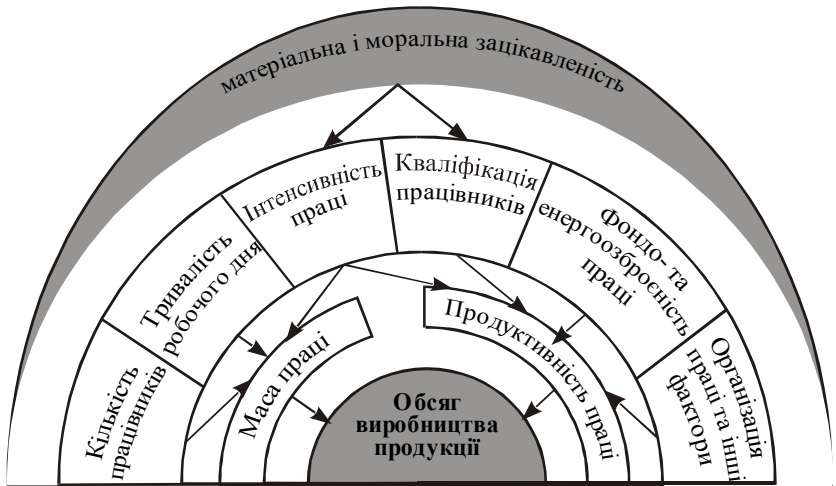 матеріальна і моральна зацікавленість
Інтенсивність
праці
Кваліфікація
працівників
Тривалість
робочого дня
Фондо- та
енергоозброєність
праці
Кількість
працівників
Маса праці
Продуктивність праці
Організація
праці та інші
фактори
Обсяг
виробництва
продукції